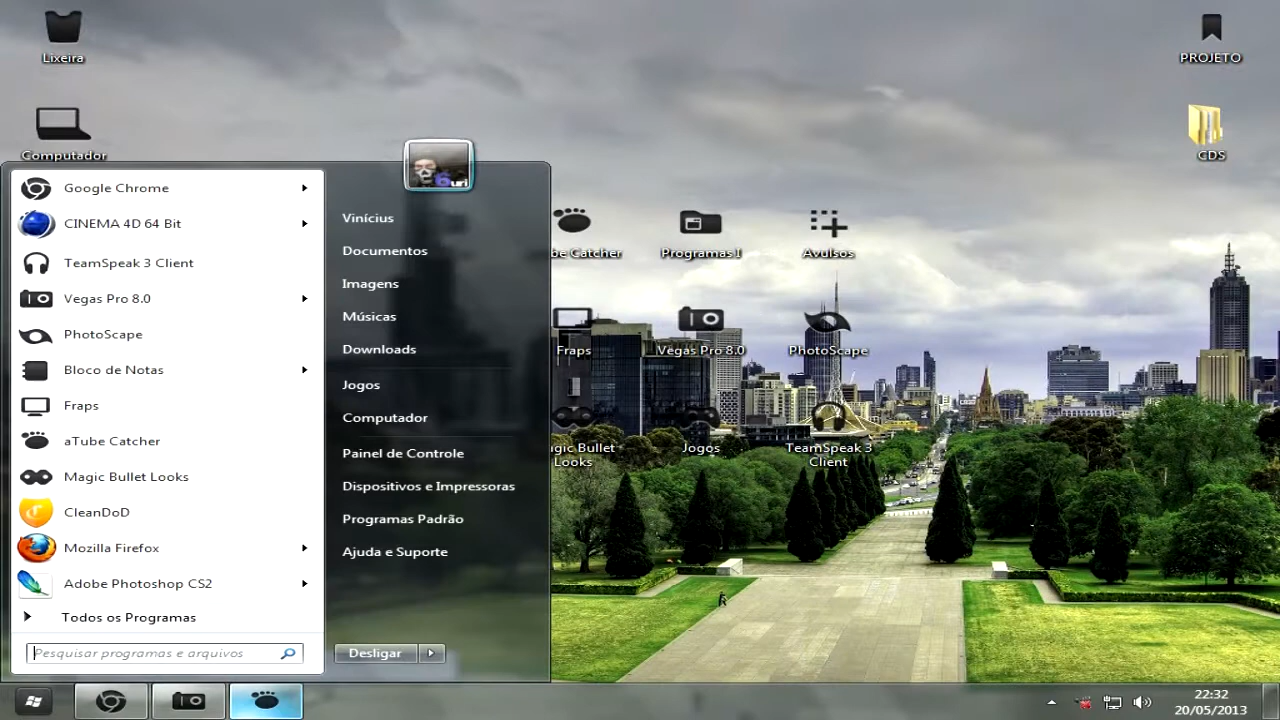 Lixeira
Computador
PROJETO
CDS
Google Chrome
CINEMA 4D 64 Bit
TeamSpeak 3 Client
Vegas Pro 8.0
PhotoScape
Bloco de Notas
Fraps
aTube Catcher
Magic Bullet Looks
CleanDoD
Mozilla Firefox
Adobe Photoshop CS2
Todos os Programas
Pesquisar programas e arquivos
Vinícius
Documentos
Imagens
Músicas
Downloads
Jogos
Computador
Painel de Controle
Dispositivos e Impressoras
Programas Padrão
Ajuda e Suporte
Desligar
be Catcher
Programas I
Avulsos
Fraps
Vegas Pro 8.0
PhotoScape
gic Bullet
Looks
Jogos
TeamSpeak 3
Client
22:32
20/05/2013